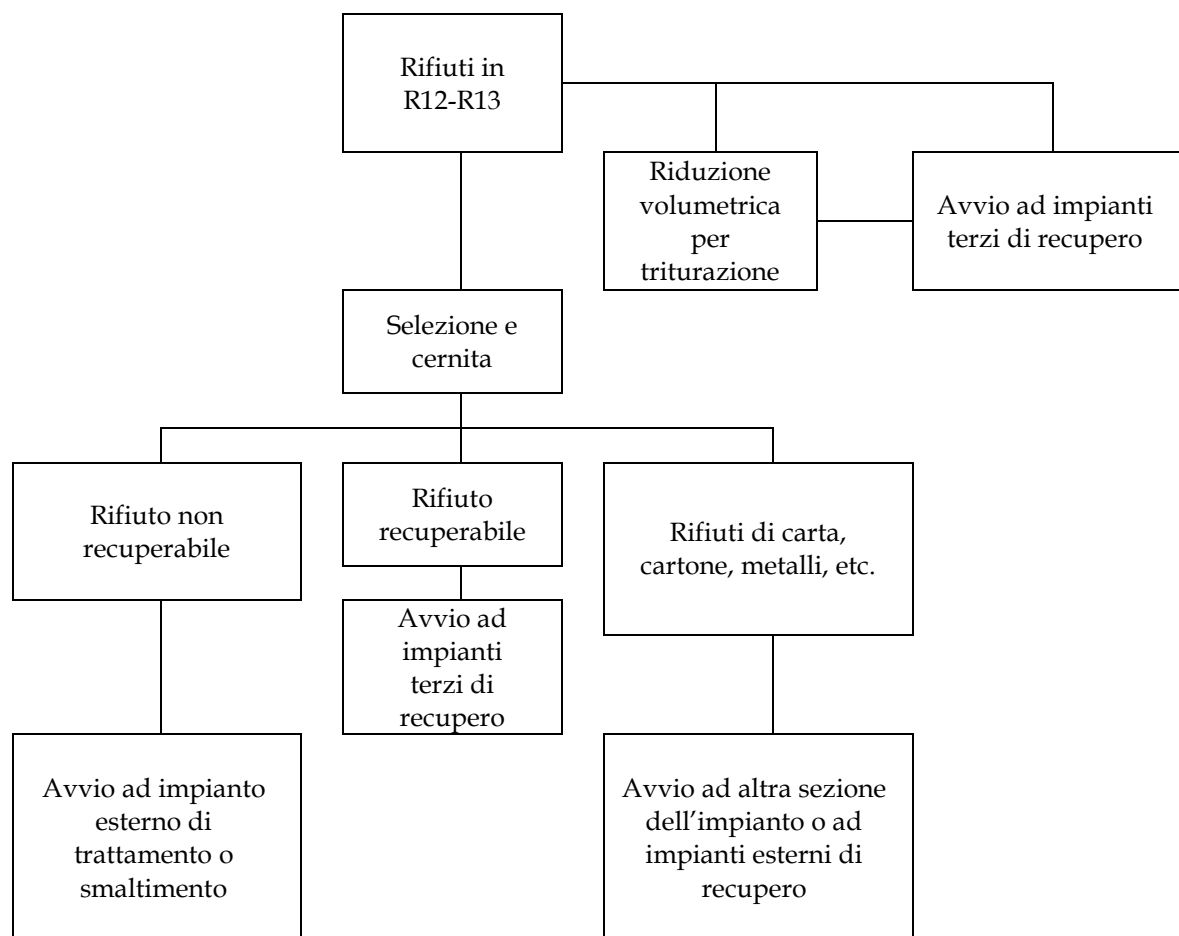 Rifiuti in
R12-R13
Riduzione
volumetrica
per
triturazione
Avvio ad impianti
terzi di recupero
Selezione e
cernita
Rifiuto non
recuperabile
Rifiuto
recuperabile
Rifiuti di carta,
cartone, metalli, etc.
Avvio ad
impianti
terzi di
recupero
Avvio ad impianto
esterno di
trattamento o
smaltimento
Avvio ad altra sezione
dell’impianto o ad
impianti esterni di
recupero